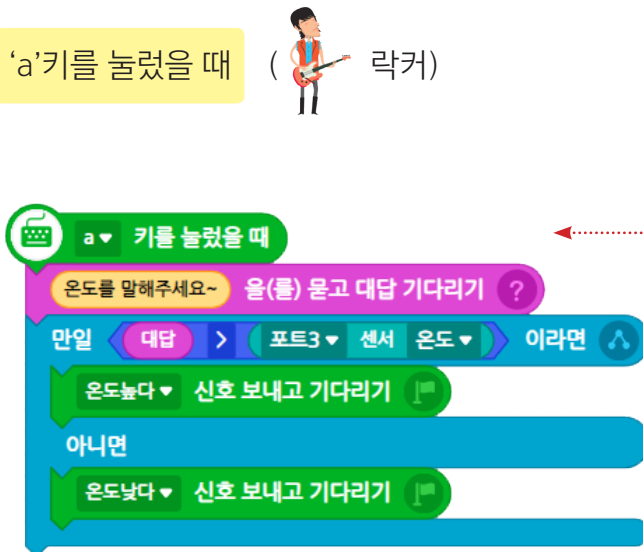 ‘a’키를 눌렀을 때 ( 락커)
a 키를 눌렀을 때
온도를 말해주세요~ 을(를) 묻고 대답 기다리기 ?
만일 대답 > 포트3 센서 온도 이라면
온도높다 신호 보내고 기다리기
아니면
온도낮다 신호 보내고 기다리기